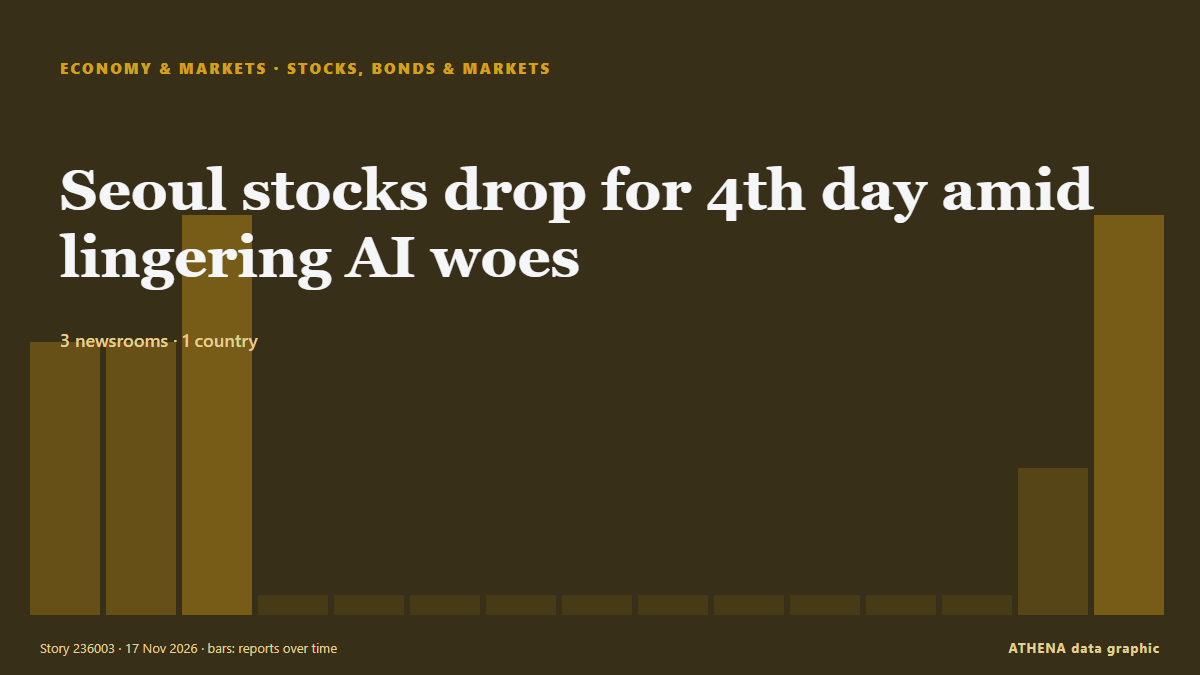 ECONOMY & MARKETS · STOCKS, BONDS & MARKETS
Seoul stocks drop for 4th day amid
lingering AI woes
3 newsrooms · 1 country
Story 236003 · 17 Nov 2026 · bars: reports over time
ATHENA data graphic